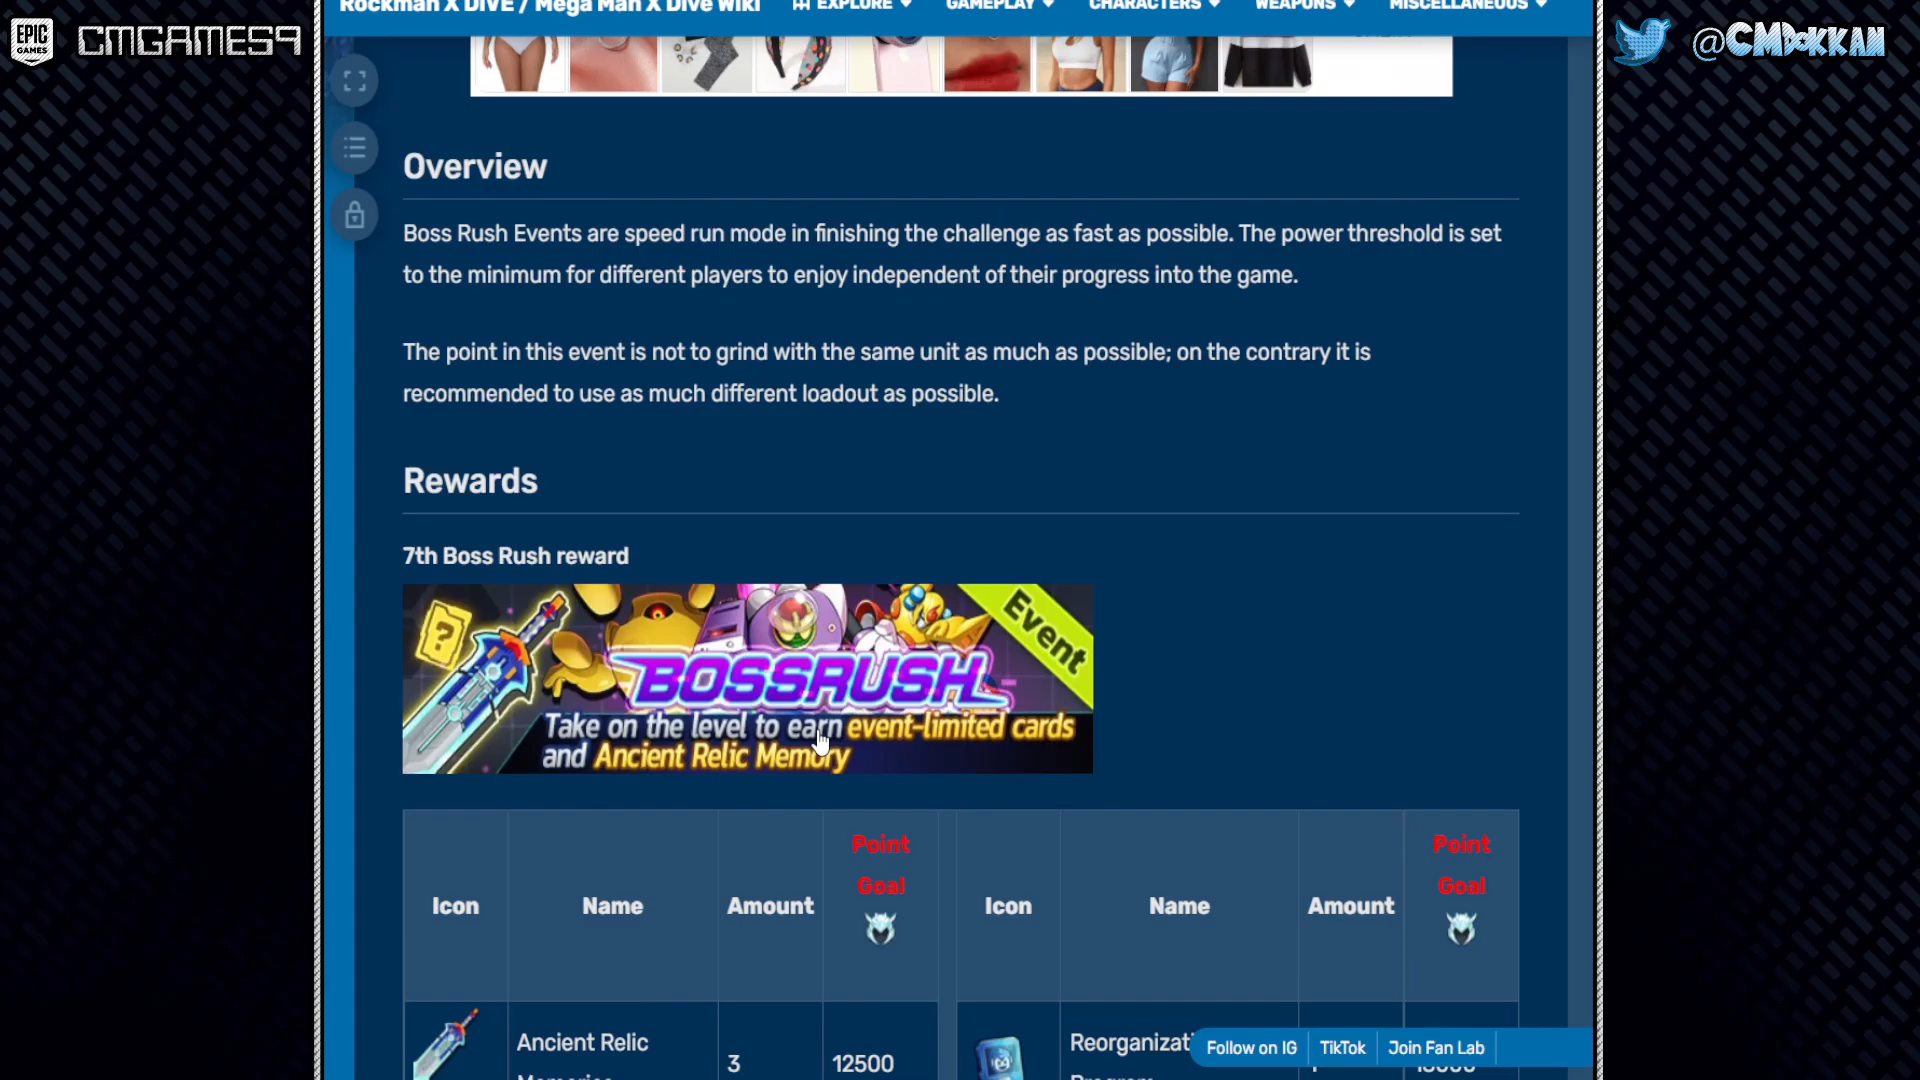 EPIC GAMES
CMGAMES9
Rockman X DiVE / Mega Man X Dive Wiki
EXPLORE
GAMEPLAY
CHARACTERS
WEAPONS
MISCELLANEOUS
@CMDOKKAN
Overview
Boss Rush Events are speed run mode in finishing the challenge as fast as possible. The power threshold is set
to the minimum for different players to enjoy independent of their progress into the game.
The point in this event is not to grind with the same unit as much as possible; on the contrary it is
recommended to use as much different loadout as possible.
Rewards
7th Boss Rush reward
?
Event
BOSSRUSH
Take on the level to earn event-limited cards
and Ancient Relic Memory
Icon
Name
Amount
Point
Goal
Icon
Name
Amount
Point
Goal
Ancient Relic
3
12500
Follow on IG
TikTok
Join Fan Lab